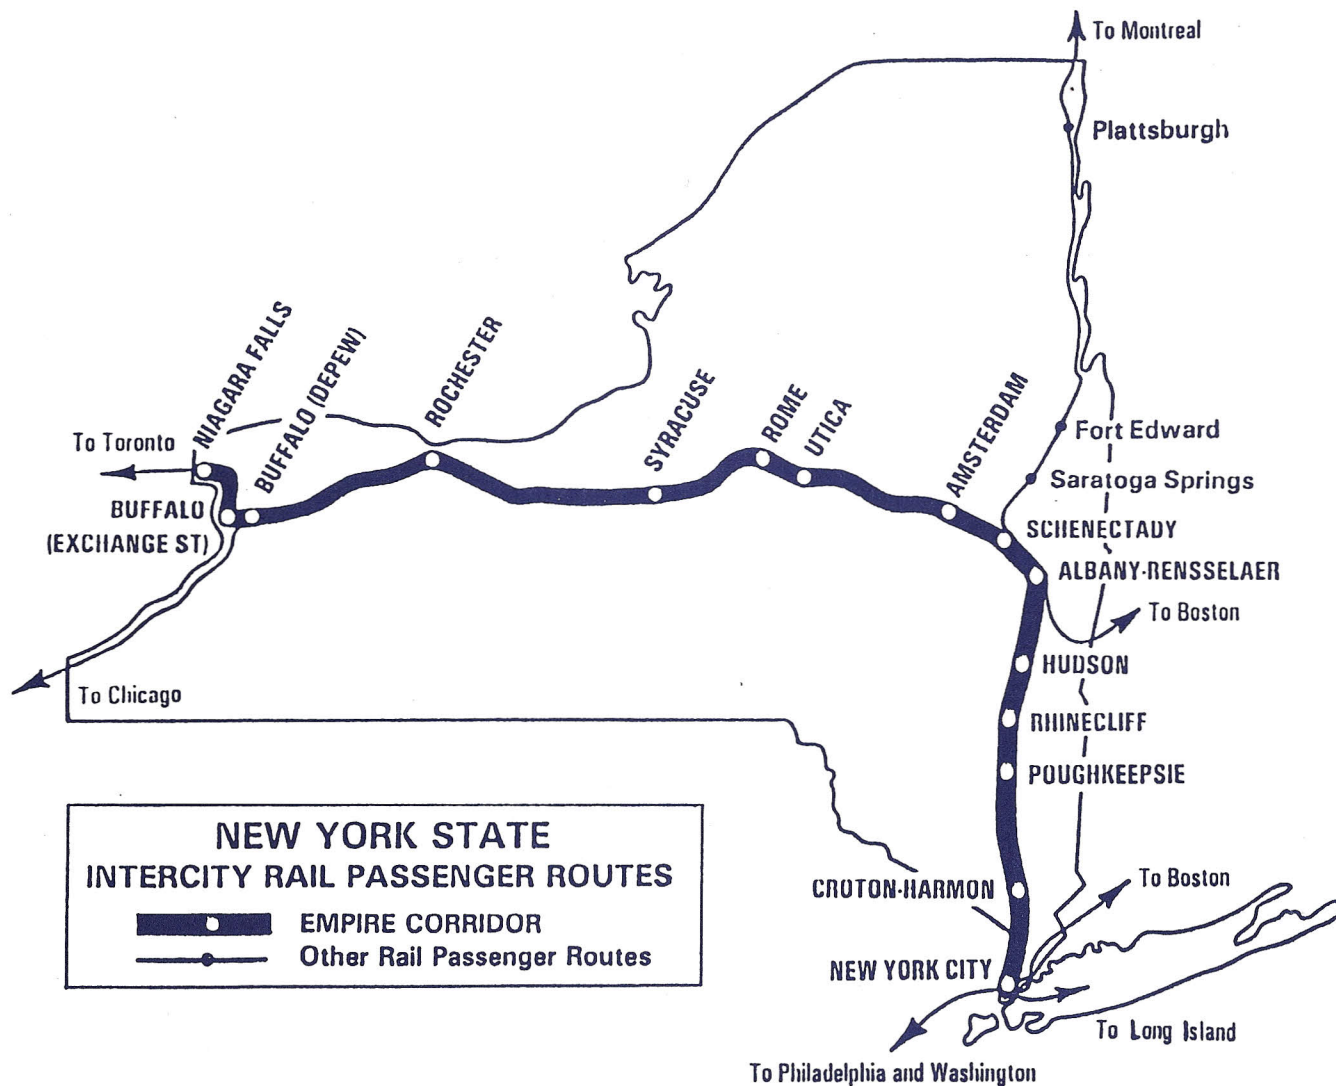 To Montreal
Plattsburgh
NIAGARA FALLS
BUFFALO (DEPEW)
ROCHESTER
SYRACUSE
ROME
UTICA
AMSTERDAM
To Toronto
Fort Edward
Saratoga Springs
BUFFALO
(EXCHANGE ST)
SCHENECTADY
ALBANY-RENSSELAER
To Boston
HUDSON
To Chicago
RHINECLIFF
POUGHKEEPSIE
NEW YORK STATE
INTERCITY RAIL PASSENGER ROUTES
EMPIRE CORRIDOR
Other Rail Passenger Routes
CROTON-HARMON
To Boston
NEW YORK CITY
To Long Island
To Philadelphia and Washington